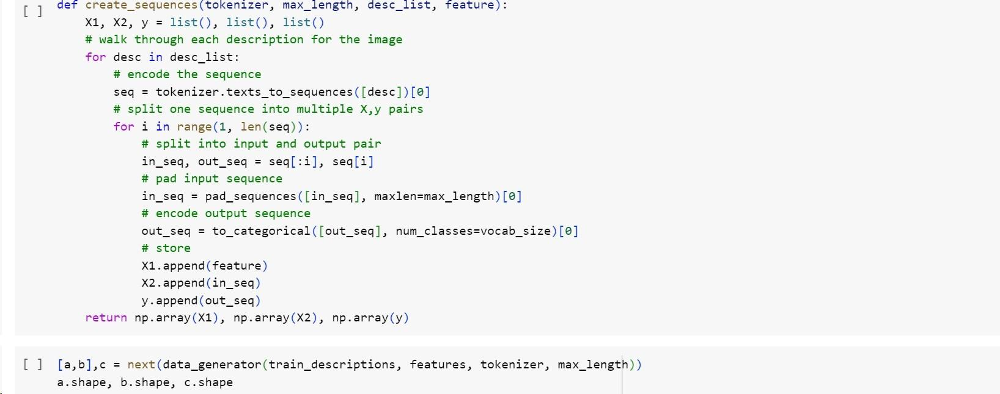 [ ] def create_sequences(tokenizer, max_length, desc_list, feature):
    X1, X2, y = list(), list(), list()
    # walk through each description for the image
    for desc in desc_list:
        # encode the sequence
        seq = tokenizer.texts_to_sequences([desc])[0]
        # split one sequence into multiple X,y pairs
        for i in range(1, len(seq)):
            # split into input and output pair
            in_seq, out_seq = seq[:i], seq[i]
            # pad input sequence
            in_seq = pad_sequences([in_seq], maxlen=max_length)[0]
            # encode output sequence
            out_seq = to_categorical([out_seq], num_classes=vocab_size)[0]
            # store
            X1.append(feature)
            X2.append(in_seq)
            y.append(out_seq)
    return np.array(X1), np.array(X2), np.array(y)
[ ] [a,b],c = next(data_generator(train_descriptions, features, tokenizer, max_length))
a.shape, b.shape, c.shape